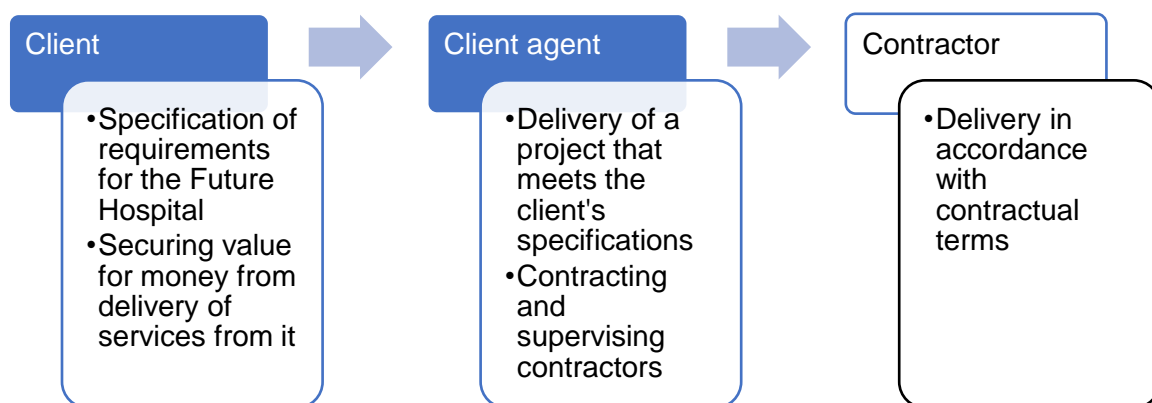 Client
•Specification of
requirements
for the Future
Hospital
•Securing value
for money from
delivery of
services from it
Client agent
•Delivery of a
project that
meets the
client's
specifications
•Contracting
and
supervising
contractors
Contractor
•Delivery in
accordance
with
contractual
terms